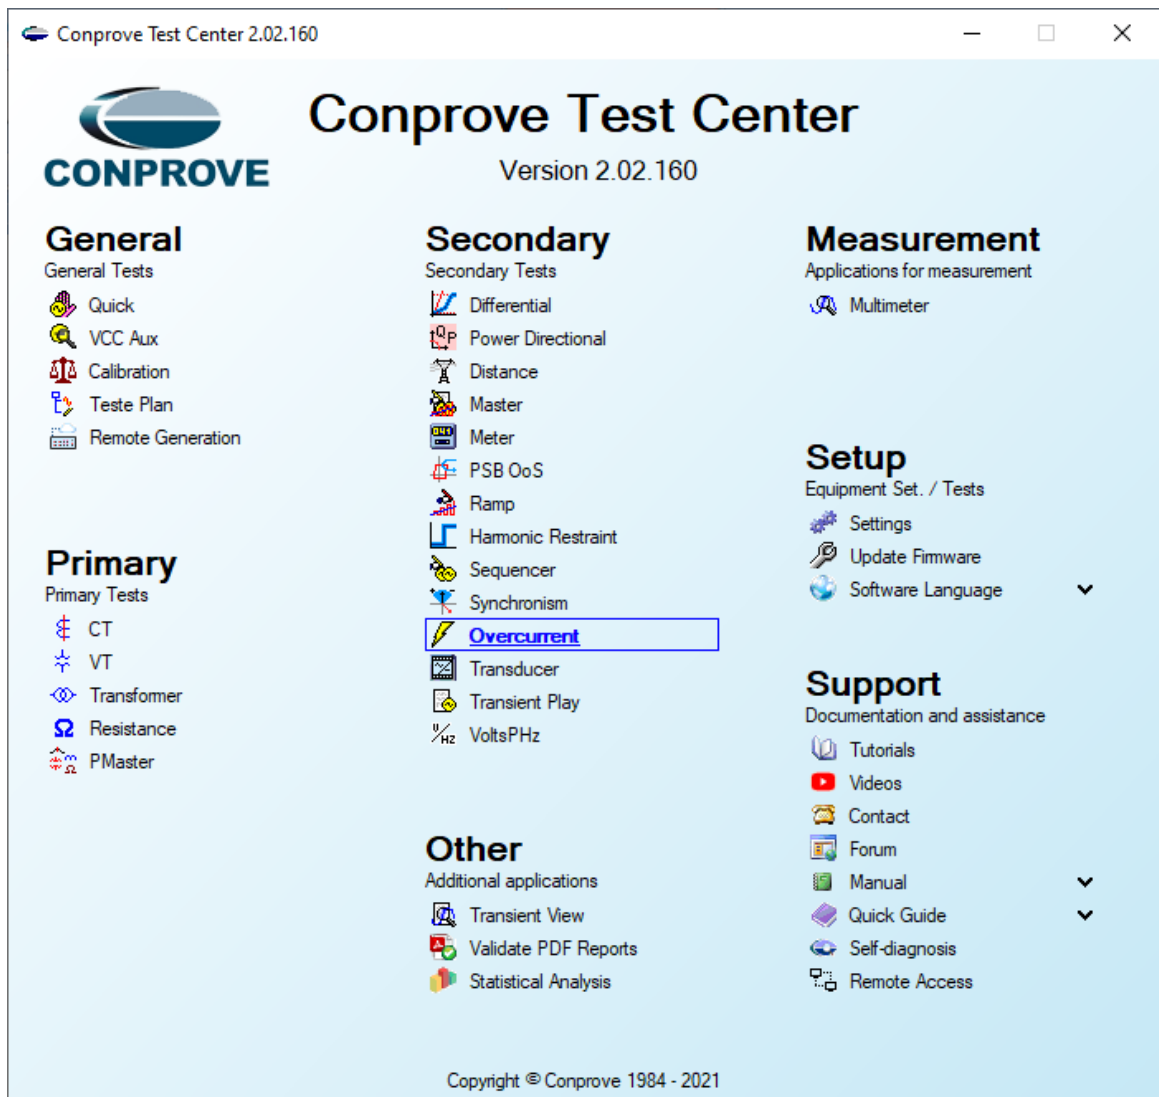 Conprove Test Center 2.02.160
CONPROVE
Conprove Test Center
Version 2.02.160
General
General Tests
Quick
VCC Aux
Calibration
Teste Plan
Remote Generation
Primary
Primary Tests
CT
VT
Transformer
Resistance
PMaster
Secondary
Secondary Tests
Differential
Power Directional
Distance
Master
Meter
PSB OoS
Ramp
Harmonic Restraint
Sequencer
Synchronism
Overcurrent
Transducer
Transient Play
VoltsPHz
Other
Additional applications
Transient View
Validate PDF Reports
Statistical Analysis
Measurement
Applications for measurement
Multimeter
Setup
Equipment Set. / Tests
Settings
Update Firmware
Software Language
Support
Documentation and assistance
Tutorials
Videos
Contact
Forum
Manual
Quick Guide
Self-diagnosis
Remote Access
Copyright © Conprove 1984 - 2021